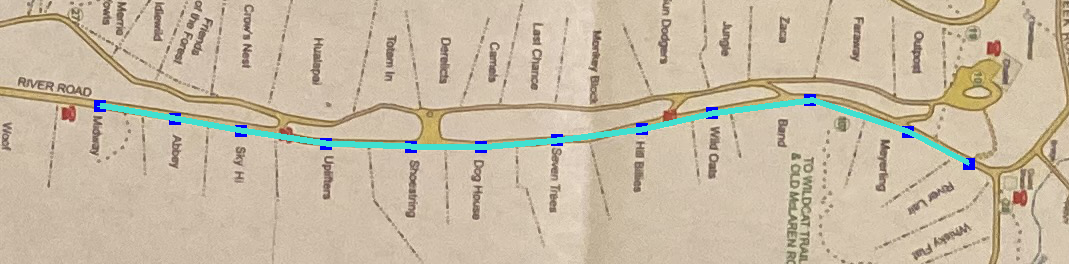 Merrie
Idlewild
Friends
of the Forest
Crow's Nest
Hualapai
Totem In
Derelicts
Camels
Last Chance
Monkey Block
Sun Dodgers
Jungle
Zaca
Faraway
Outpost
RIVER ROAD
Woof
Midway
Abbey
Sky Hi
Uplifters
Shoestring
Dog House
Seven Trees
Hill Billies
Wild Oats
Band
TO WILDCAT TRAIL
& OLD McLAREN RO
Meyerling
River Lair
Whisky Flat